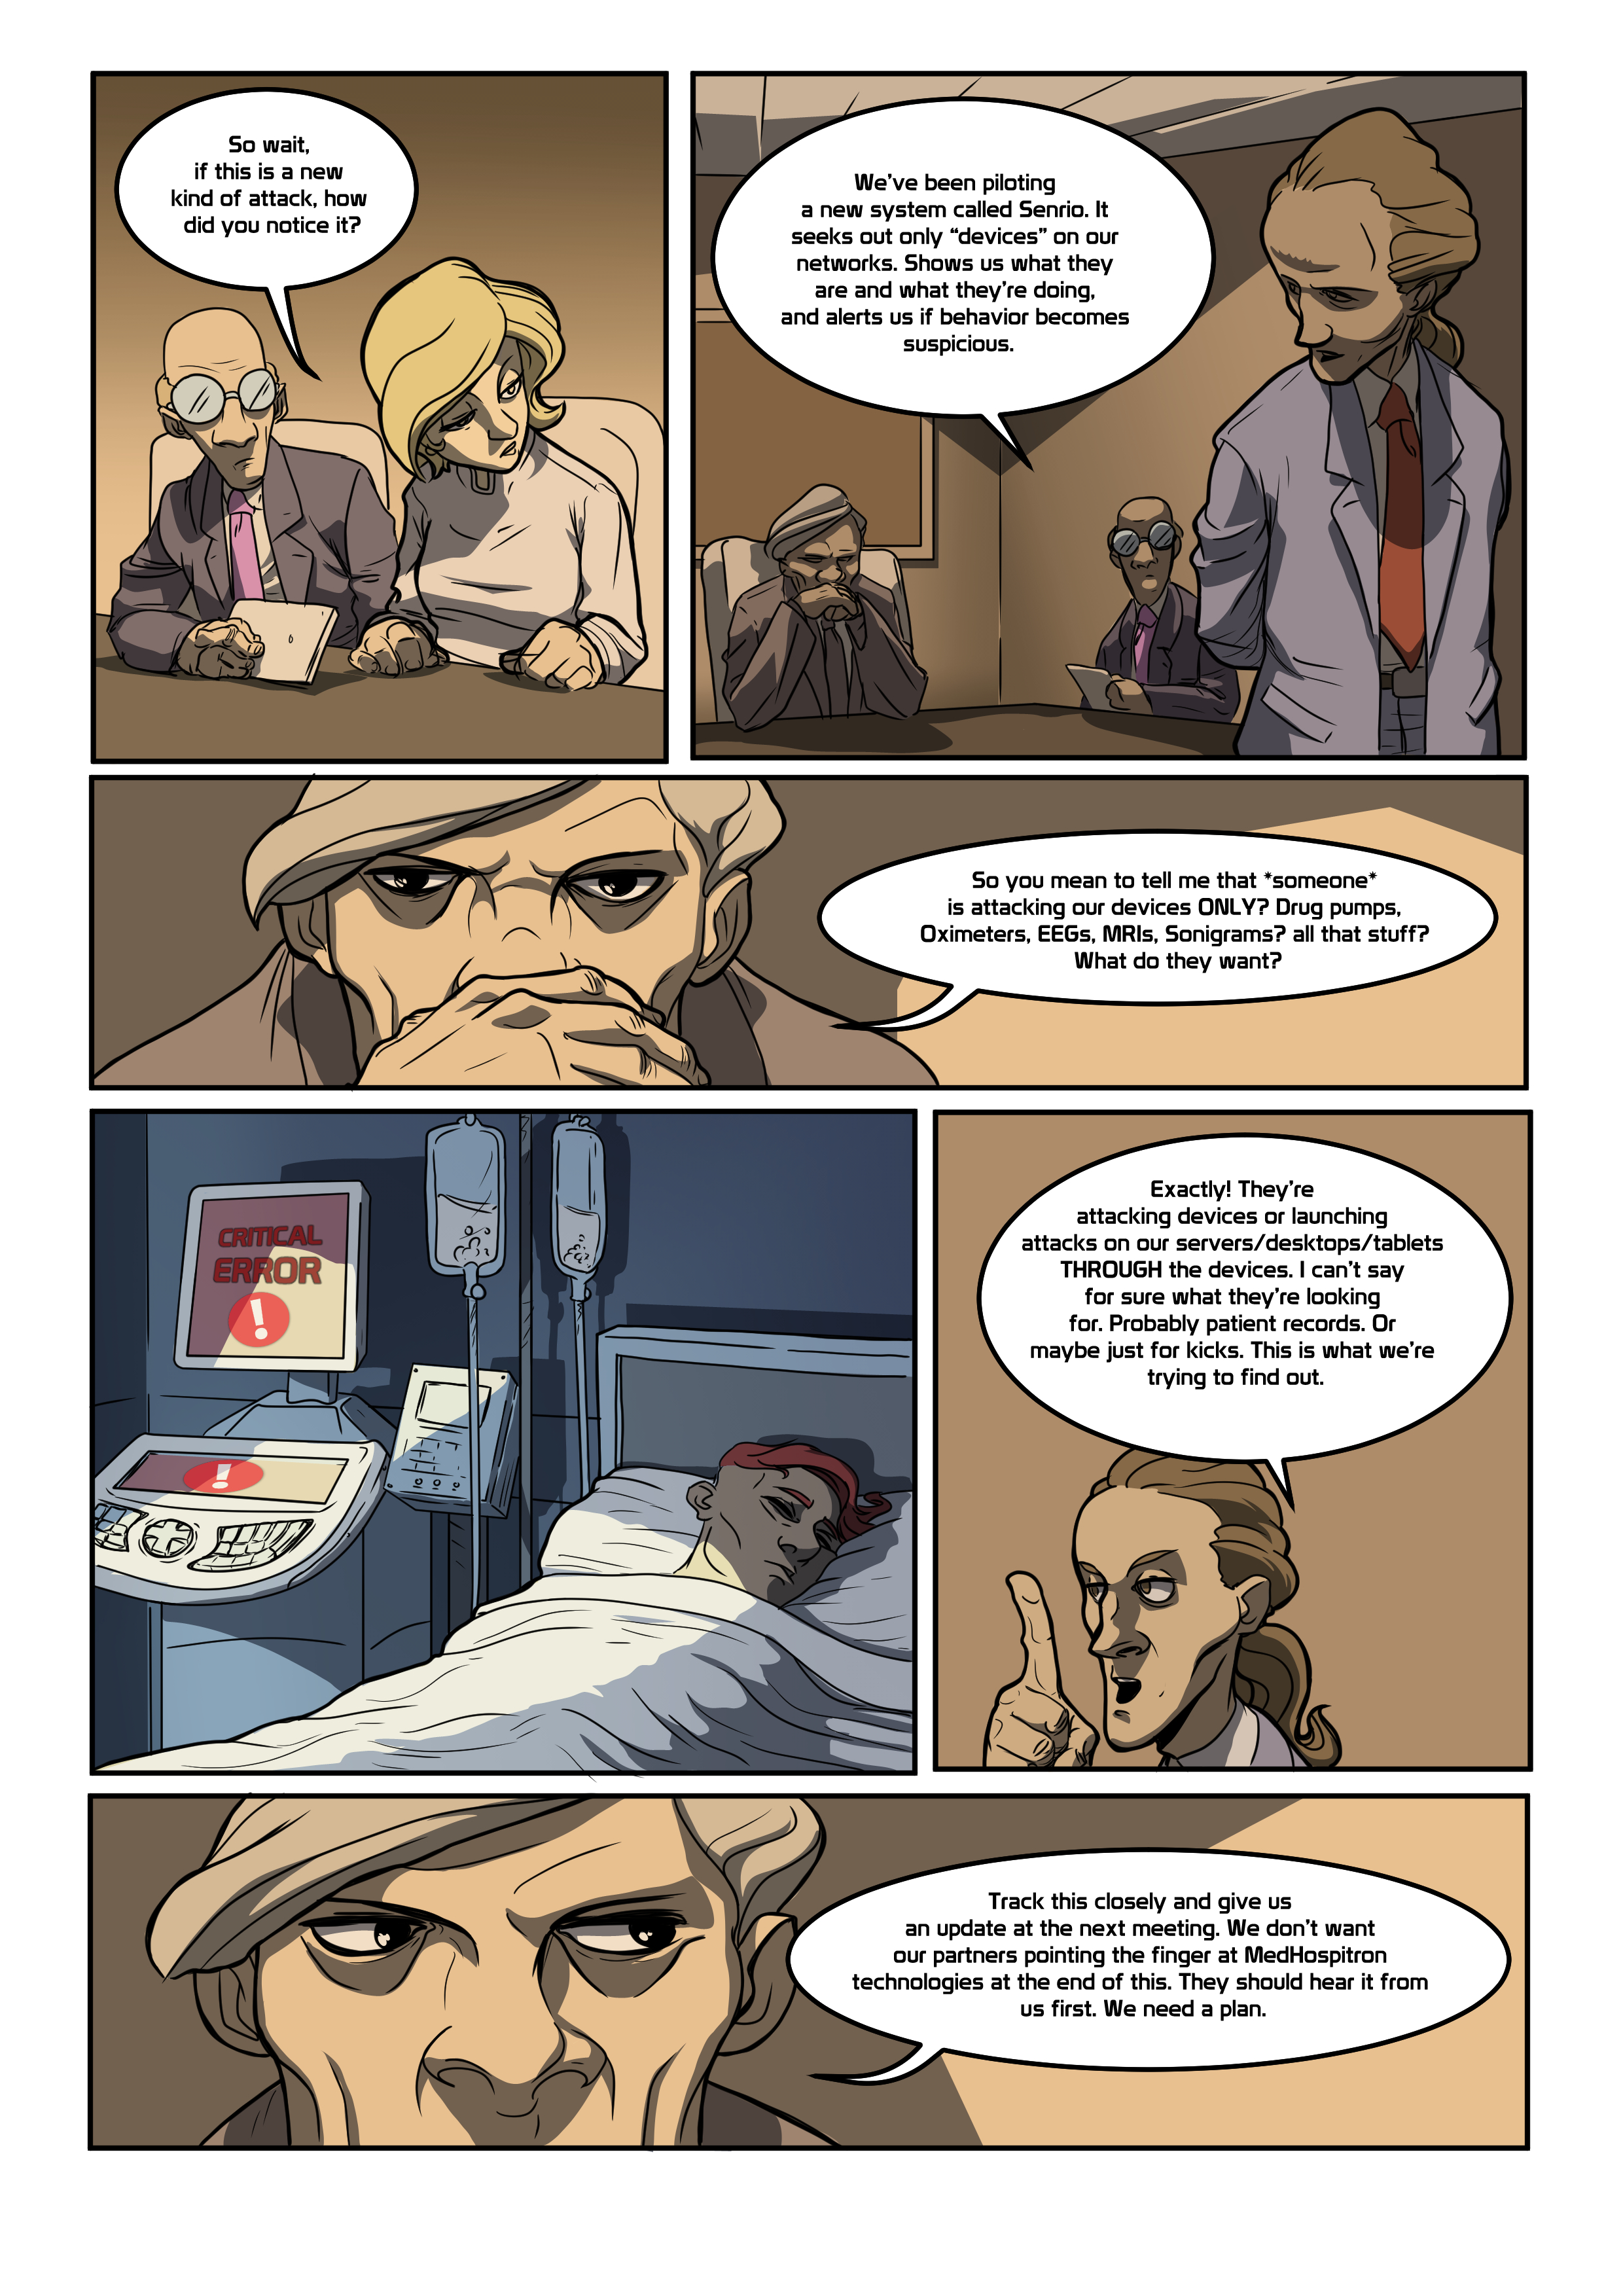 So wait,
if this is a new
kind of attack, how
did you notice it?
We've been piloting
a new system called Senrio. It
seeks out only “devices” on our
networks. Shows us what they
are and what they're doing,
and alerts us if behavior becomes
suspicious.
So you mean to tell me that *someone*
is attacking our devices ONLY? Drug pumps,
Oximeters, EEGs, MRIs, Sonigrams? all that stuff?
What do they want?
CRITICAL
ERROR
!
!
Exactly! They're
attacking devices or launching
attacks on our servers/desktops/tablets
THROUGH the devices. I can't say
for sure what they're looking
for. Probably patient records. Or
maybe just for kicks. This is what we're
trying to find out.
Track this closely and give us
an update at the next meeting. We don't want
our partners pointing the finger at MedHospitron
technologies at the end of this. They should hear it from
us first. We need a plan.